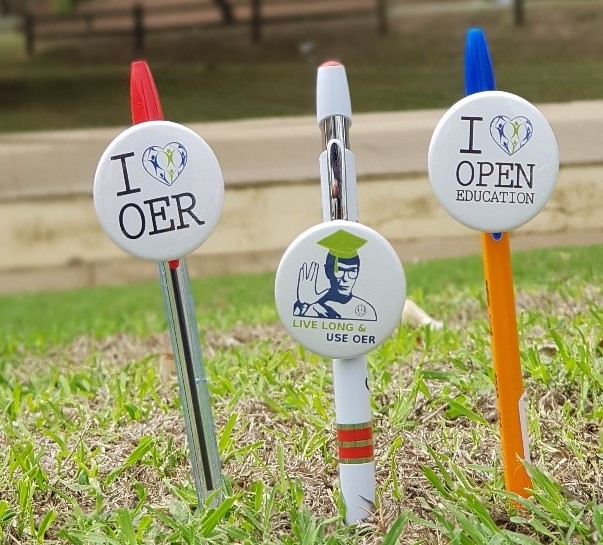 I
OER
LIVE LONG &
USE OER
I
OPEN
EDUCATION